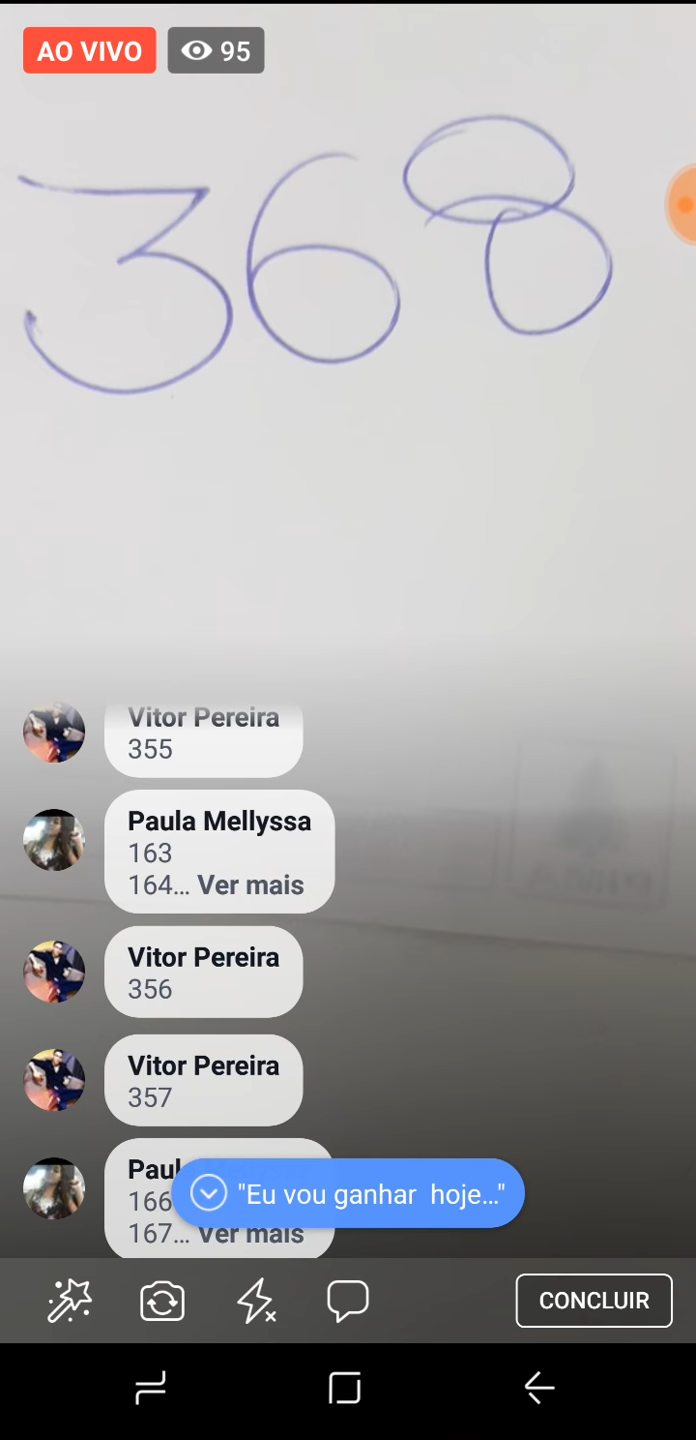 AO VIVO 95
368
Vitor Pereira
355
Paula Mellyssa
163
164... Ver mais
Vitor Pereira
356
Vitor Pereira
357
Paul
166
"Eu vou ganhar hoje..."
167... Ver mais
CONCLUIR